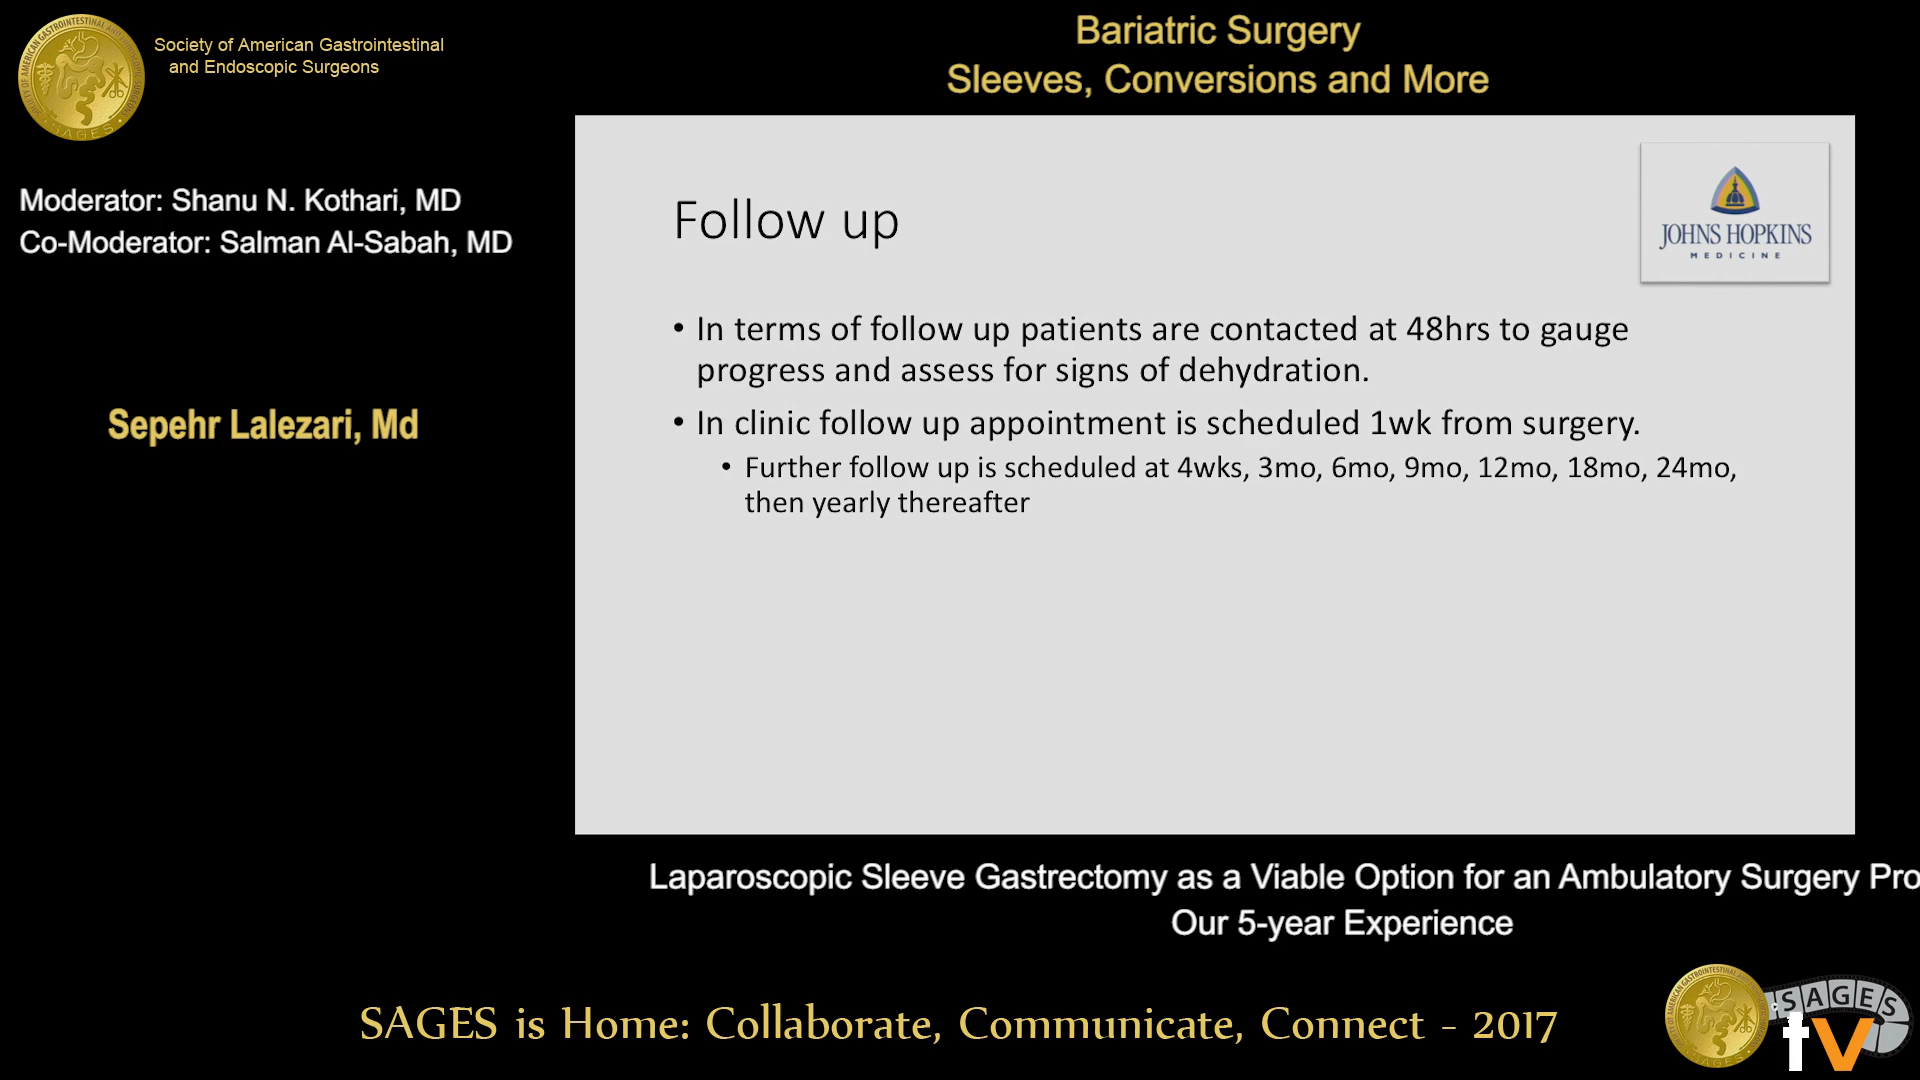 Society of American Gastrointestinal
and Endoscopic Surgeons
Bariatric Surgery
Sleeves, Conversions and More
Moderator: Shanu N. Kothari, MD
Co-Moderator: Salman Al-Sabah, MD
Sepehr Lalezari, Md
JOHNS HOPKINS
MEDICINE
Follow up
• In terms of follow up patients are contacted at 48hrs to gauge
progress and assess for signs of dehydration.
• In clinic follow up appointment is scheduled 1wk from surgery.
• Further follow up is scheduled at 4wks, 3mo, 6mo, 9mo, 12mo, 18mo, 24mo,
then yearly thereafter
Laparoscopic Sleeve Gastrectomy as a Viable Option for an Ambulatory Surgery Pro
Our 5-year Experience
SAGES is Home: Collaborate, Communicate, Connect - 2017
SAGES
tv